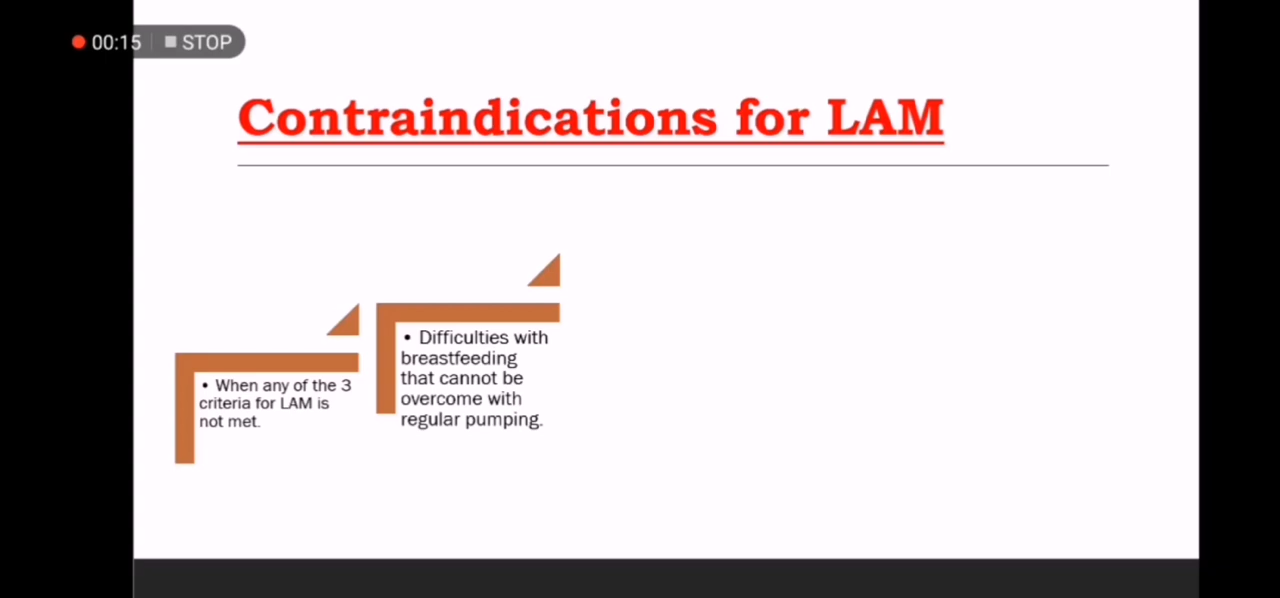 00:15 STOP
Contraindications for LAM
• When any of the 3
criteria for LAM is
not met.
• Difficulties with
breastfeeding
that cannot be
overcome with
regular pumping.